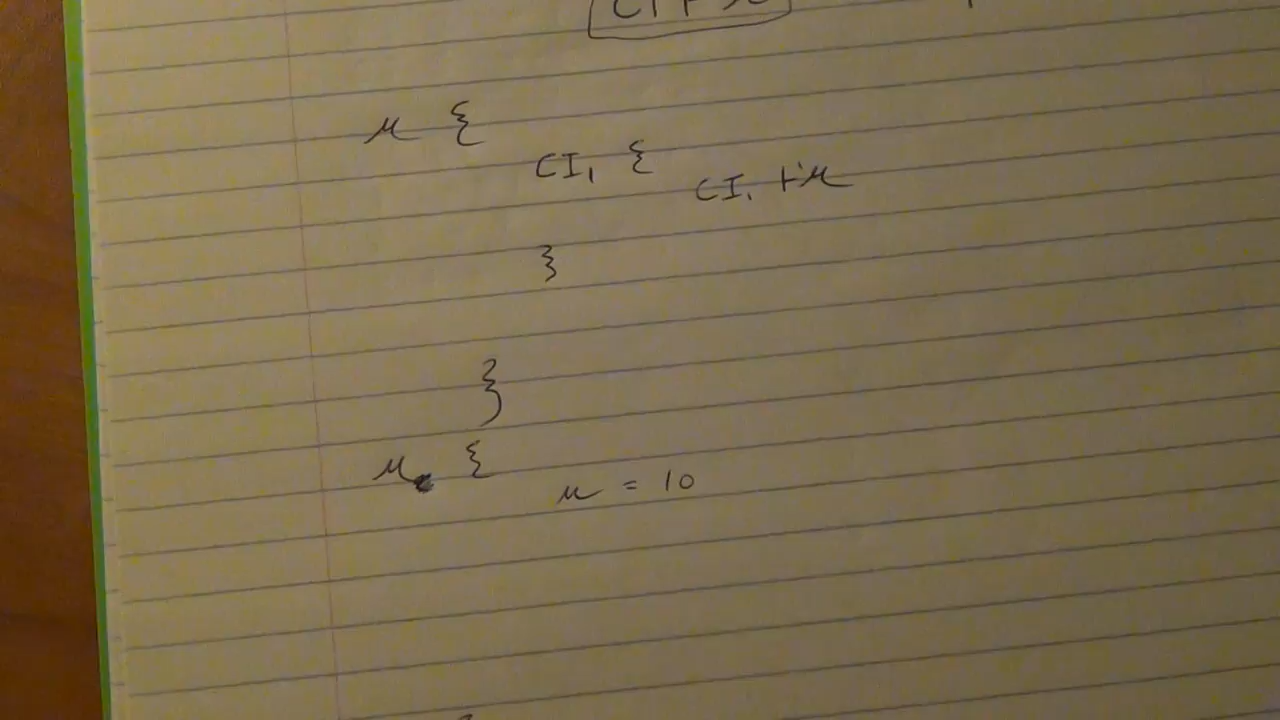 μ {
CI₁ {
CI₁ + μ
}
}
μ {
μ = 10